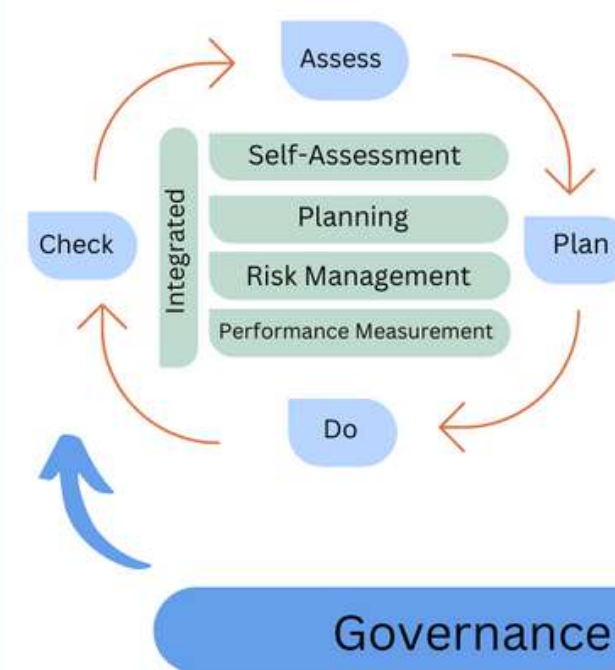 Assess
Self-Assessment
Integrated
Planning
Check
Plan
Risk Management
Performance Measurement
Do
Governance